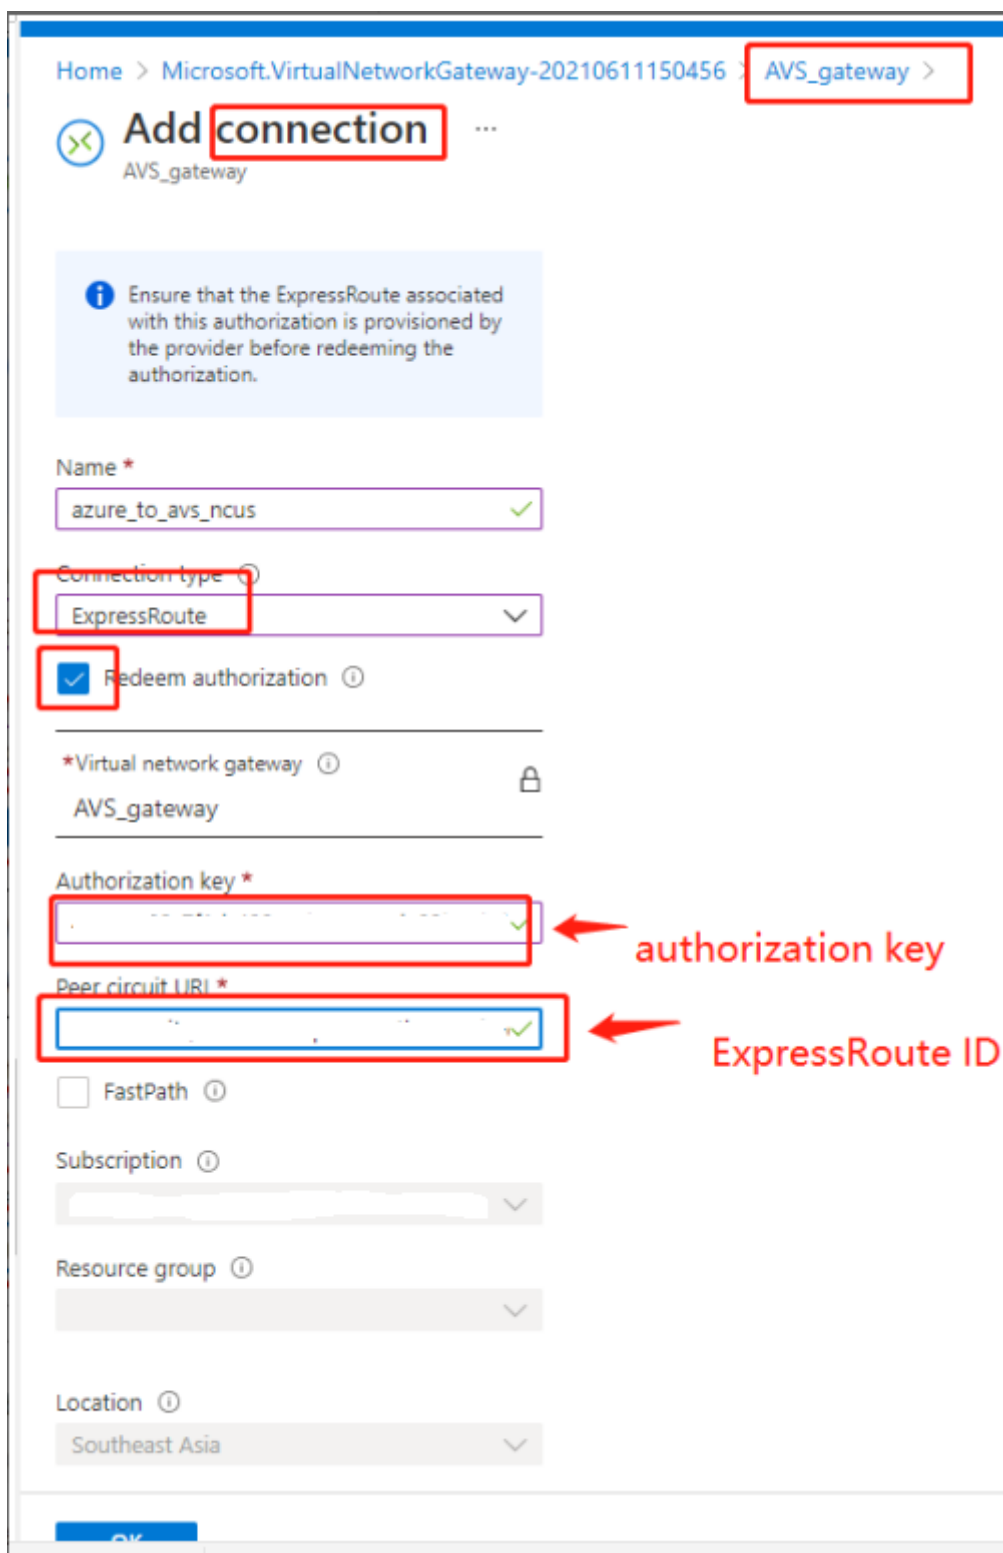 Home > Microsoft.VirtualNetworkGateway-20210611150456 > AVS_gateway >
Add connection ...
AVS_gateway
Ensure that the ExpressRoute associated
with this authorization is provisioned by
the provider before redeeming the
authorization.
Name *
azure_to_avs_ncus
Connection type
ExpressRoute
Redeem authorization
*Virtual network gateway
AVS_gateway
Authorization key *
authorization key
Peer circuit URI *
ExpressRoute ID
FastPath
Subscription
Resource group
Location
Southeast Asia
OK